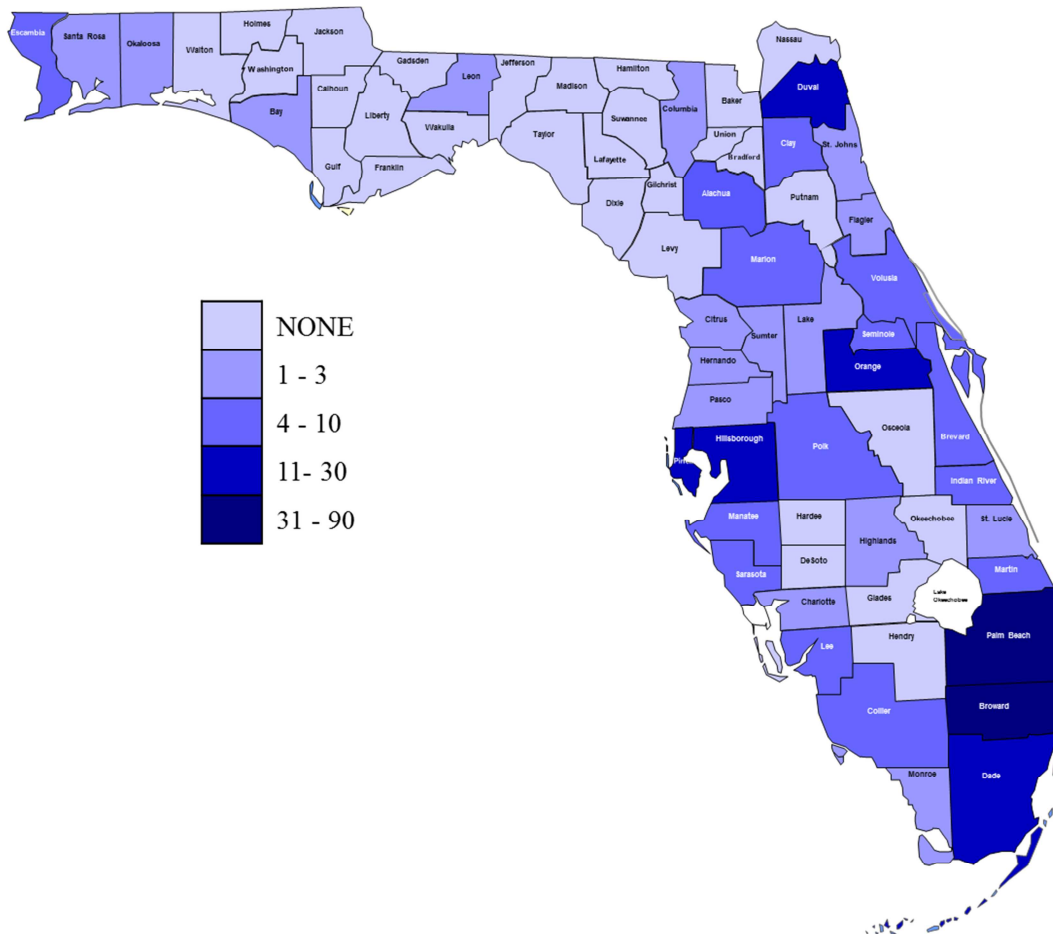 Escambia
Santa Rosa
Okaloosa
Walton
Holmes
Washington
Jackson
Bay
Calhoun
Gulf
Liberty
Gadsden
Franklin
Leon
Wakulla
Jefferson
Madison
Taylor
Hamilton
Suwannee
Lafayette
Dixie
Columbia
Gilchrist
Levy
Baker
Union
Bradford
Alachua
Nassau
Duval
Clay
St. Johns
Putnam
Flagler
Marion
Volusia
Citrus
Sumter
Lake
Seminole
Hernando
Orange
Pasco
Hillsborough
Polk
Osceola
Brevard
Indian River
Manatee
Hardee
Highlands
Okeechobee
St. Lucie
Sarasota
DeSoto
Martin
Charlotte
Glades
Lake
Okeechobee
Lee
Hendry
Palm Beach
Collier
Broward
Monroe
Dade
NONE
1 - 3
4 - 10
11- 30
31 - 90